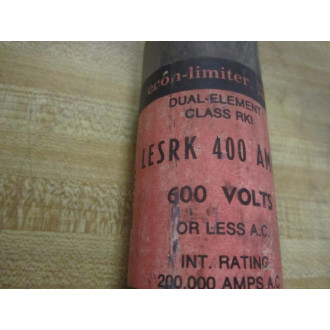 econ-limiter
DUAL-ELEMENT
CLASS RK1
LESRK 400 AM
600 VOLTS
OR LESS A.C.
INT. RATING
200,000 AMPS A.C.